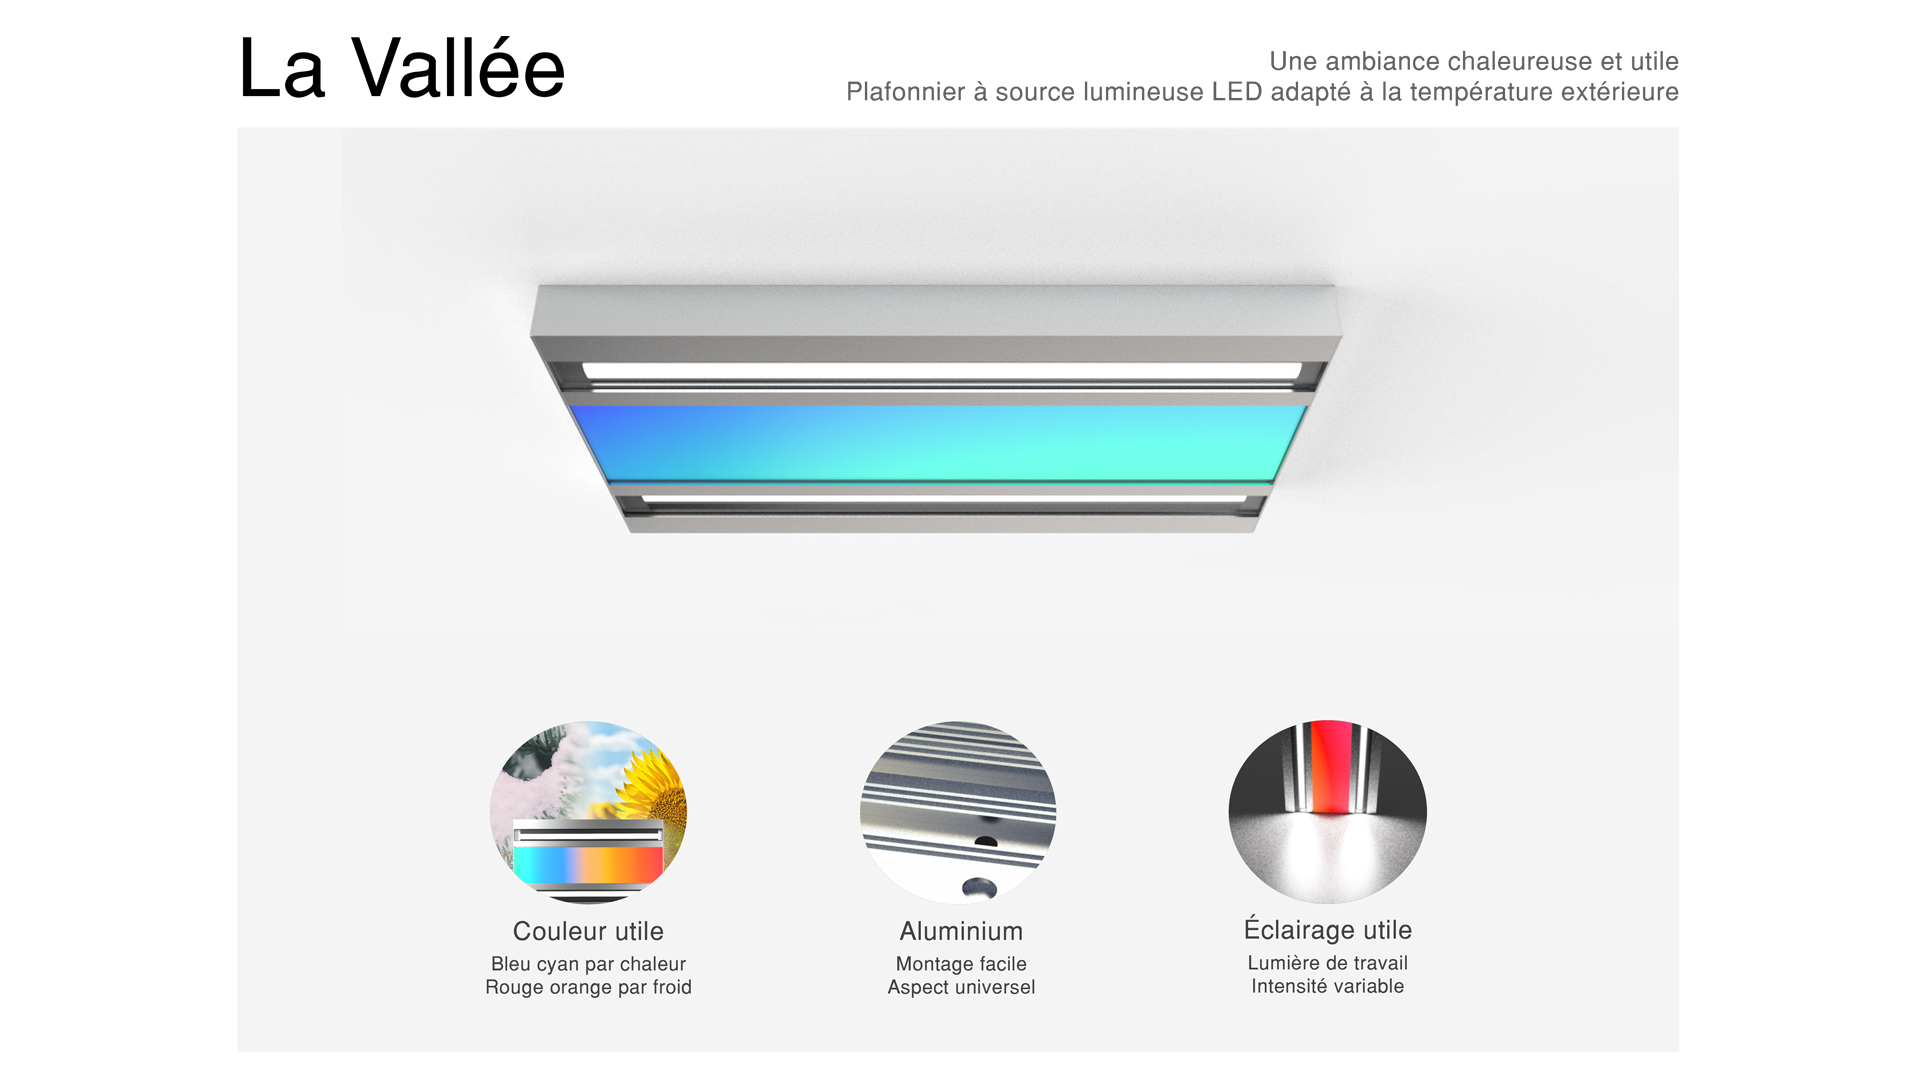 La Vallée
Une ambiance chaleureuse et utile
Plafonnier à source lumineuse LED adapté à la température extérieure
Couleur utile
Bleu cyan par chaleur
Rouge orange par froid
Aluminium
Montage facile
Aspect universel
Éclairage utile
Lumière de travail
Intensité variable